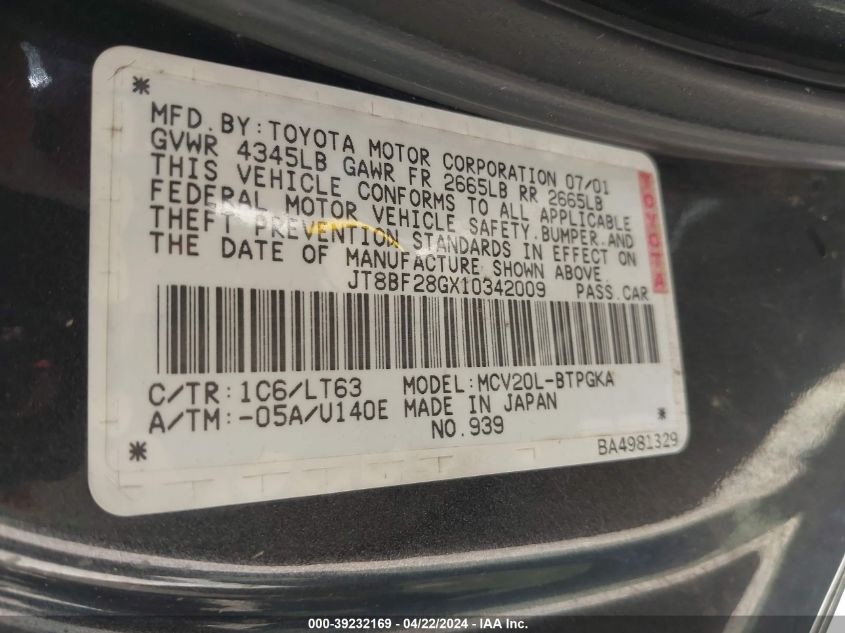 MFD.BY:TOYOTA MOTOR CORPORATION 07/01
GVWR 4345LB GAWR FR 2665LB RR 2665LB
THIS VEHICLE CONFORMS TO ALL APPLICABLE
FEDERAL MOTOR VEHICLE SAFETY.BUMPER.AND
THEFT PREVENTION STANDARDS IN EFFECT ON
THE DATE OF MANUFACTURE SHOWN ABOVE.
JT8BF28GX10342009 PASS.CAR
TOYOTA
C/TR:1C6/LT63 MODEL:MCV20L-BTPGKA
A/TM:-05A/U140E MADE IN JAPAN
NO.939
BA4981329
000-39232169 - 04/22/2024 - IAA, Inc.